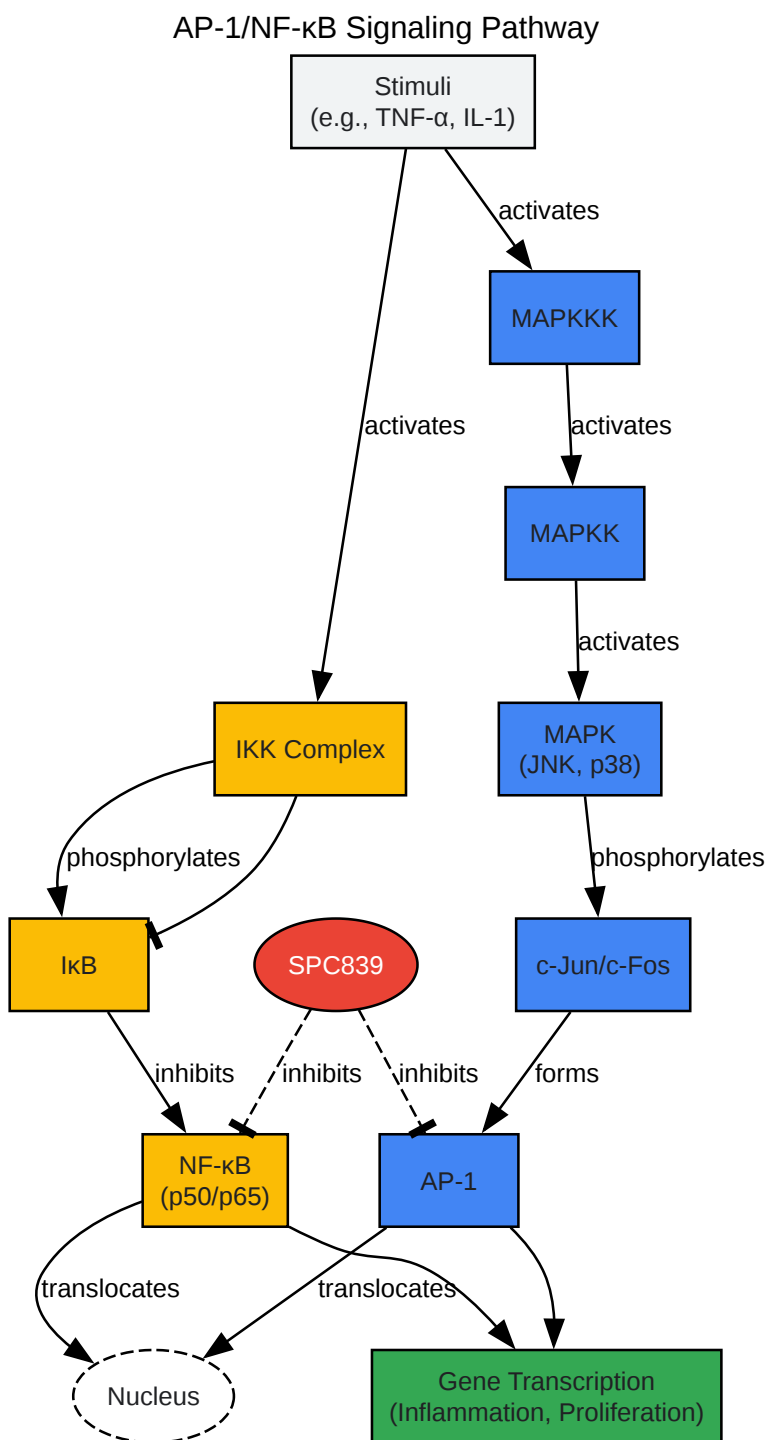 AP-1/NF-κB Signaling Pathway
Stimuli
(e.g., TNF-α, IL-1)
activates
MAPKKK
activates
activates
MAPKK
activates
IKK Complex
MAPK
(JNK, p38)
phosphorylates
phosphorylates
IκB
SPC839
c-Jun/c-Fos
inhibits
inhibits
inhibits
forms
NF-κB
(p50/p65)
AP-1
translocates
translocates
Nucleus
Gene Transcription
(Inflammation, Proliferation)